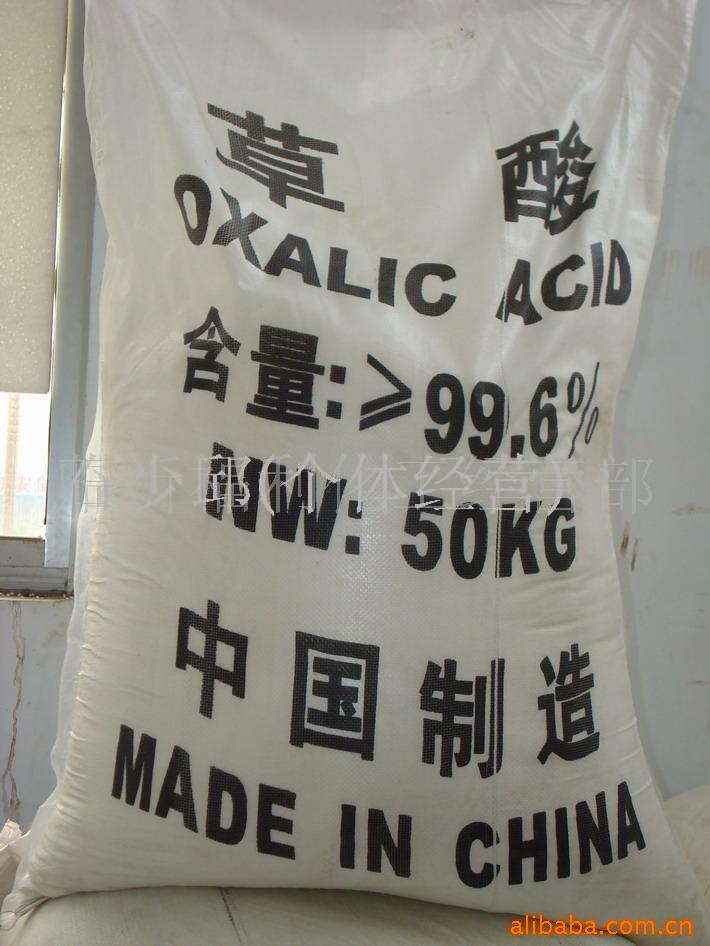 草 酸
OXALIC ACID
含量:≥99.6%
NW: 50KG
中国制造
MADE IN CHINA
alibaba.com.cn